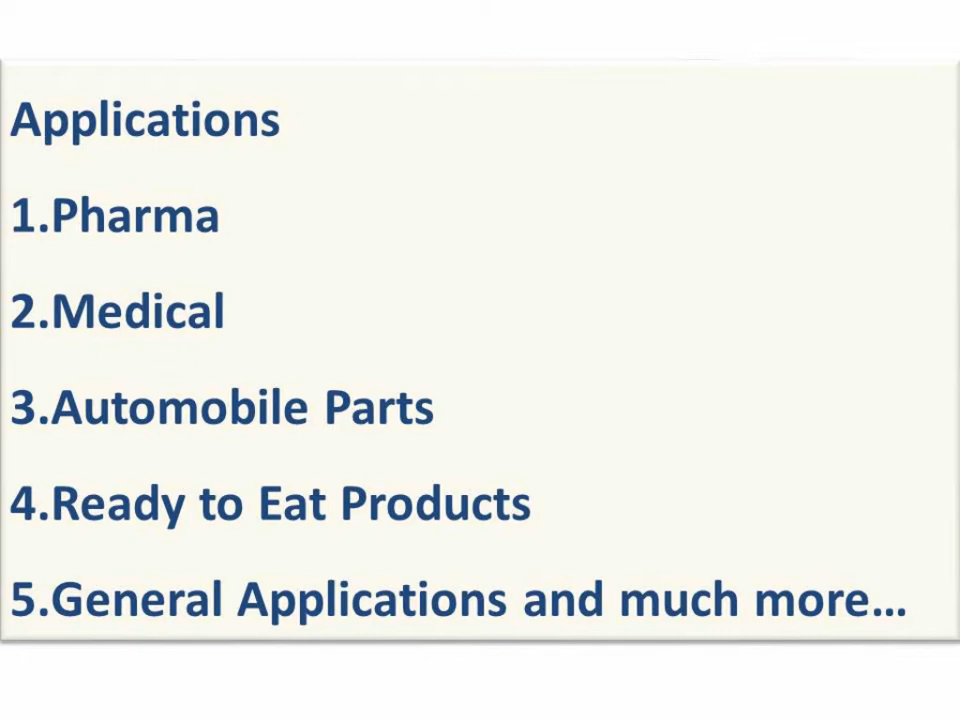 Applications
1.Pharma
2.Medical
3.Automobile Parts
4.Ready to Eat Products
5.General Applications and much more…